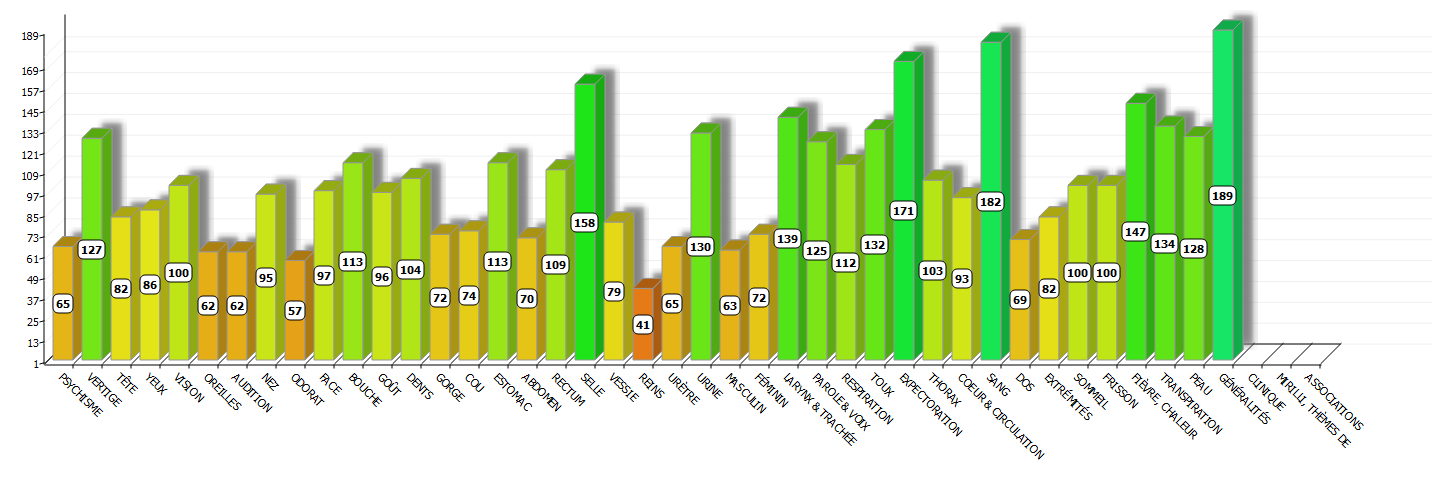 189
169
157
145
133
121
109
97
85
73
61
49
37
25
13
1
65
127
82
86
100
62
62
95
57
97
113
96
104
72
74
113
70
109
158
79
41
65
130
63
72
139
125
112
132
171
103
93
182
69
82
100
100
147
134
128
189
PSYCHISME
VERTIGE
TÊTE
YEUX
VISION
OREILLES
AUDITION
NEZ
ODORAT
FACE
BOUCHE
GOÛT
DENTS
GORGE
COU
ESTOMAC
ABDOMEN
RECTUM
SELLE
VESSIE
REINS
URÈTRE
URINE
MASCULIN
FÉMININ
LARYNX & TRACHÉE
PAROLE & VOIX
RESPIRATION
TOUX
EXPECTORATION
THORAX
COEUR & CIRCULATION
SANG
DOS
EXTRÉMITÉS
SOMMEIL
FRISSON
FIÈVRE, CHALEUR
TRANSPIRATION
PEAU
GÉNÉRALITÉS
CLINIQUE
MIRILLI, THÈMES DE
ASSOCIATIONS